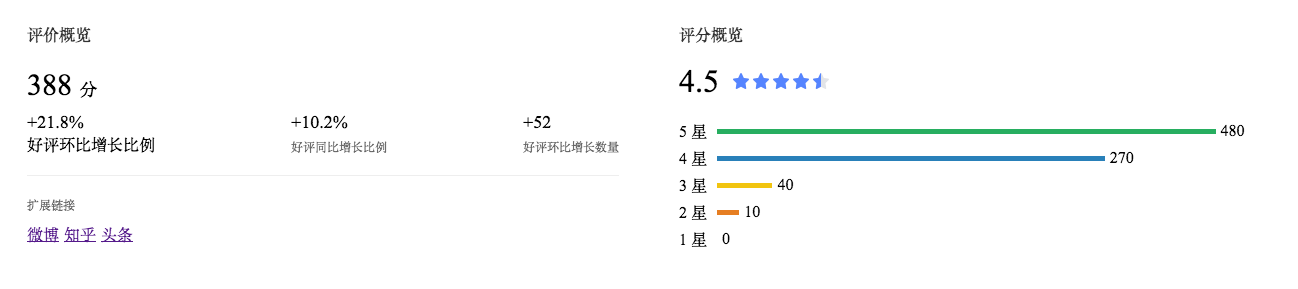 评价概览
388 分
+21.8%
好评环比增长比例
+10.2%
好评同比增长比例
+52
好评环比增长数量
扩展链接
微博 知乎 头条
评分概览
4.5
5 星 480
4 星 270
3 星 40
2 星 10
1 星 0